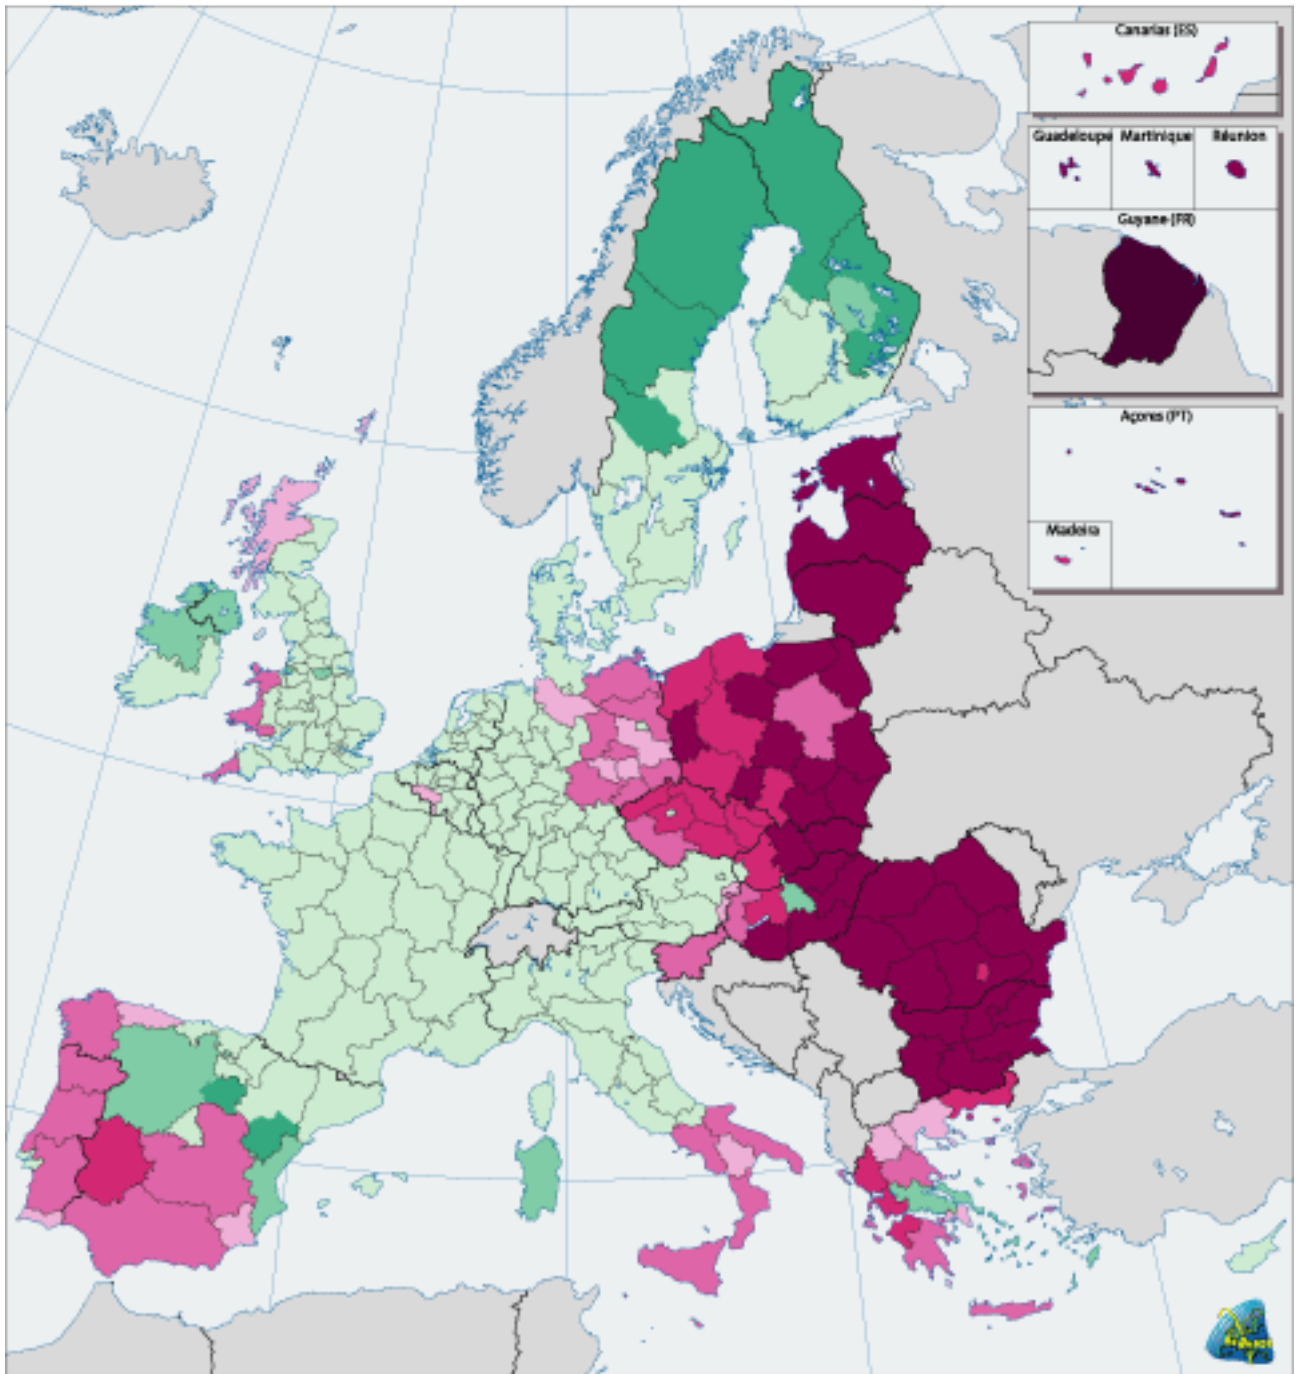 Canarias (ES)
Guadeloupe Martinique Réunion
Guyane (FR)
Açores (PT)
Madeira